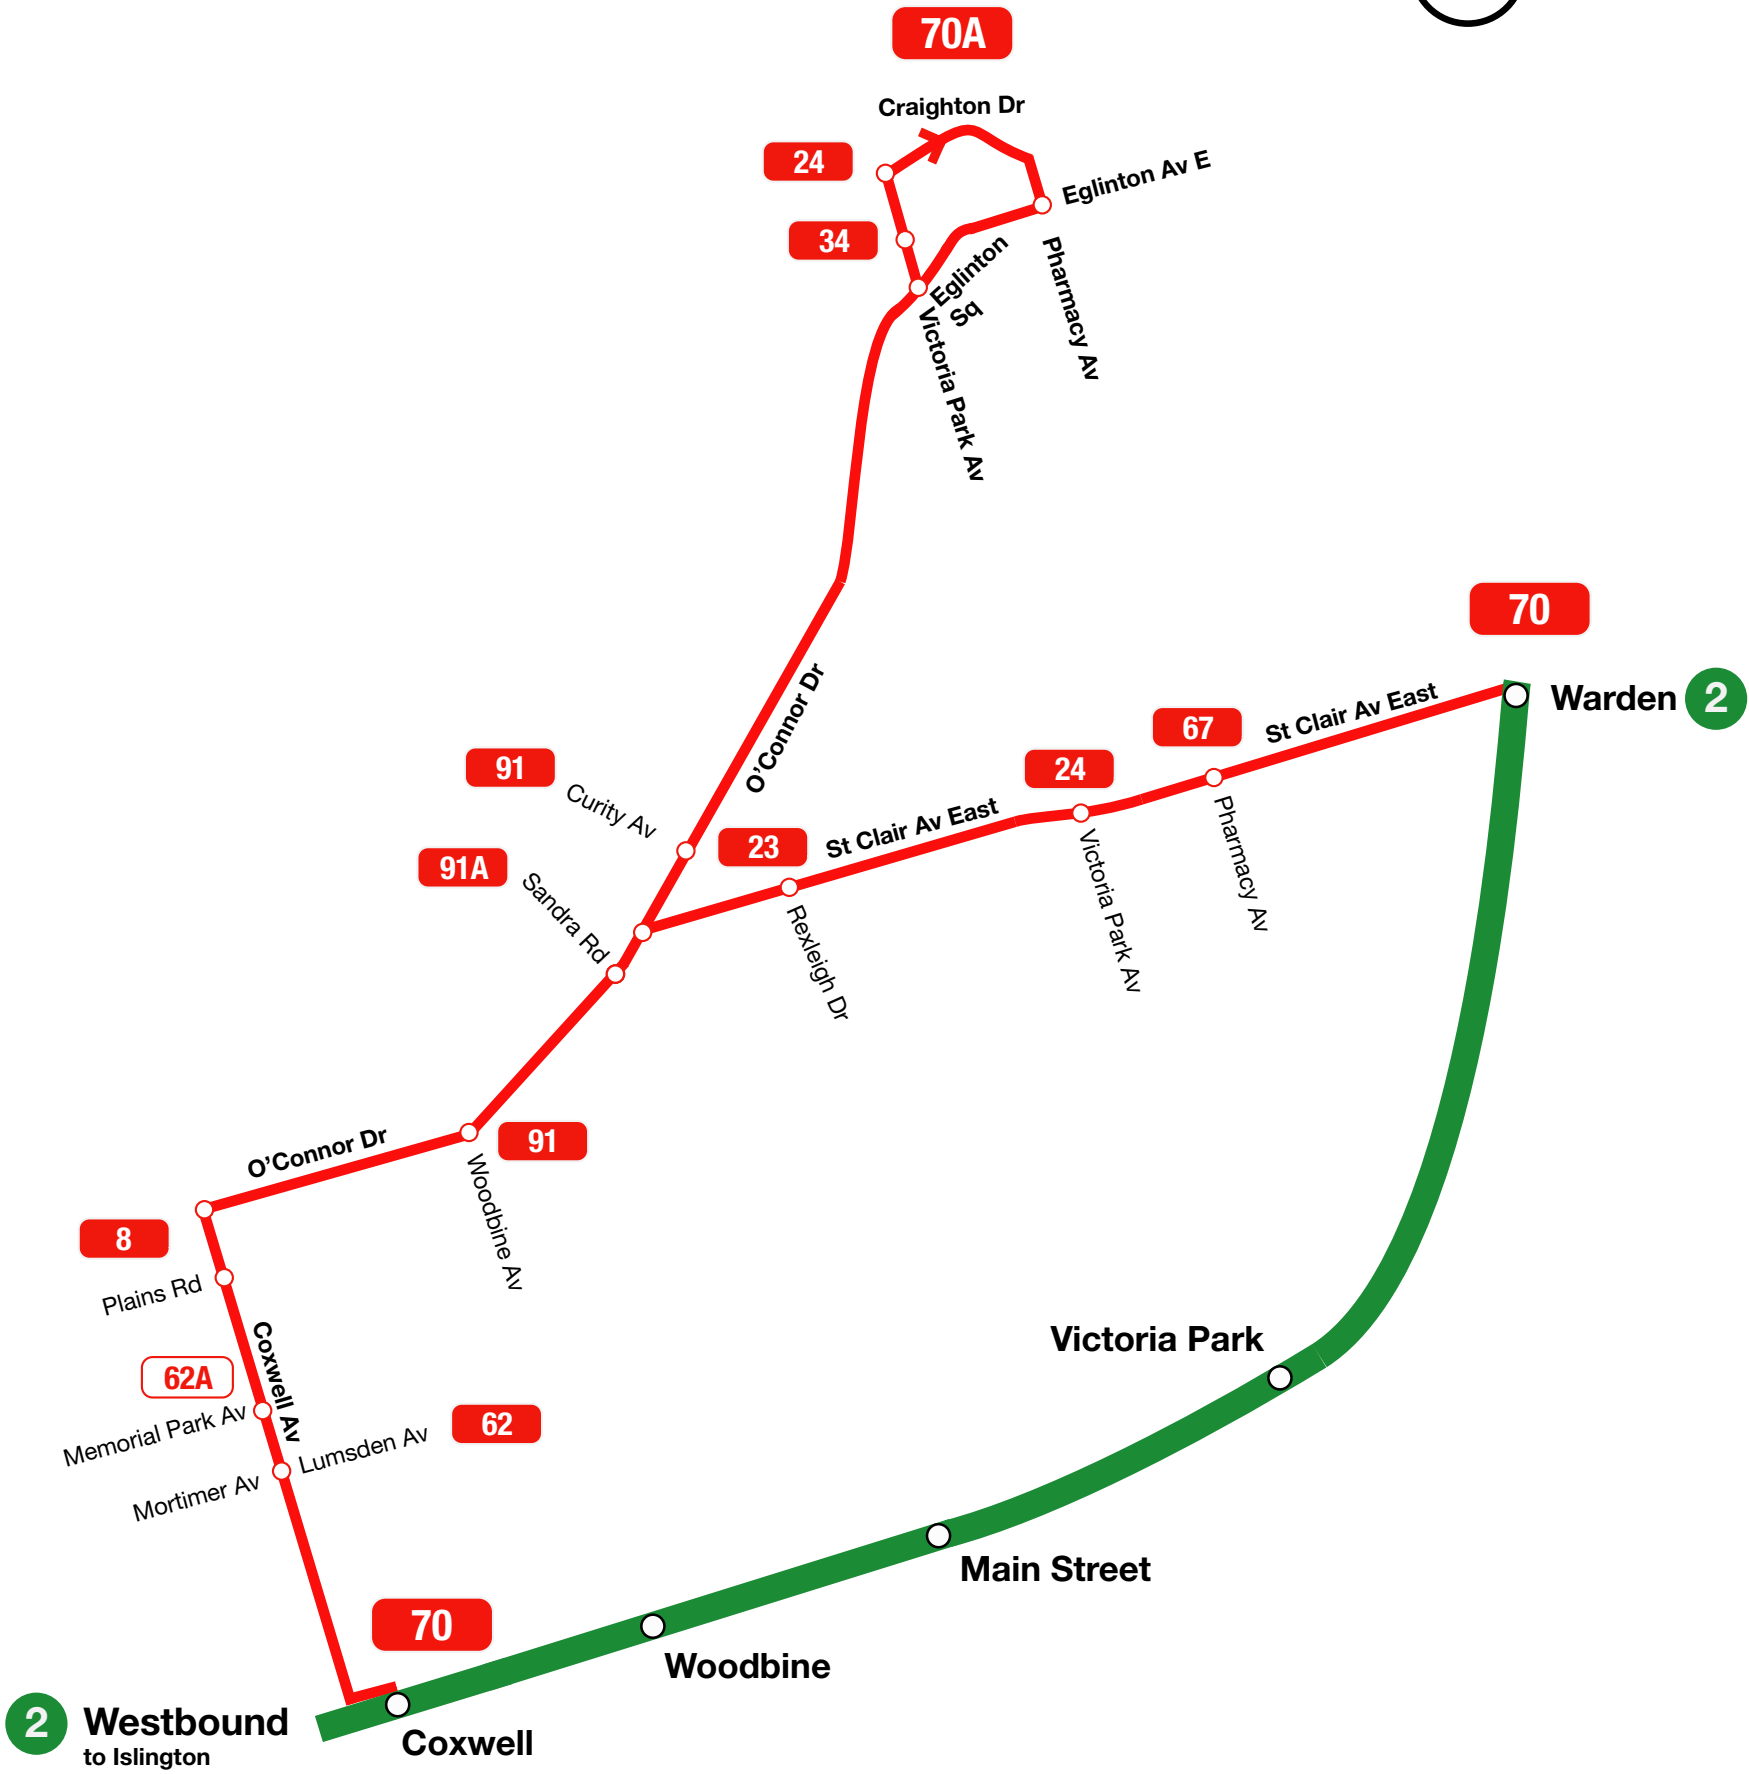 70A
Craighton Dr
24
Eglinton Av E
34
Eglinton
Sq
Pharmacy Av
Victoria Park Av
70
O'Connor Dr
Warden 2
St Clair Av East
67
24
91
Curity Av
St Clair Av East
23
Pharmacy Av
91A
Sandra Rd
Victoria Park Av
Rexleigh Dr
O'Connor Dr
91
Woodbine Av
8
Plains Rd
Coxwell Av
Victoria Park
62A
Memorial Park Av
Lumsden Av
62
Mortimer Av
Main Street
70
Woodbine
2 Westbound
to Islington
Coxwell